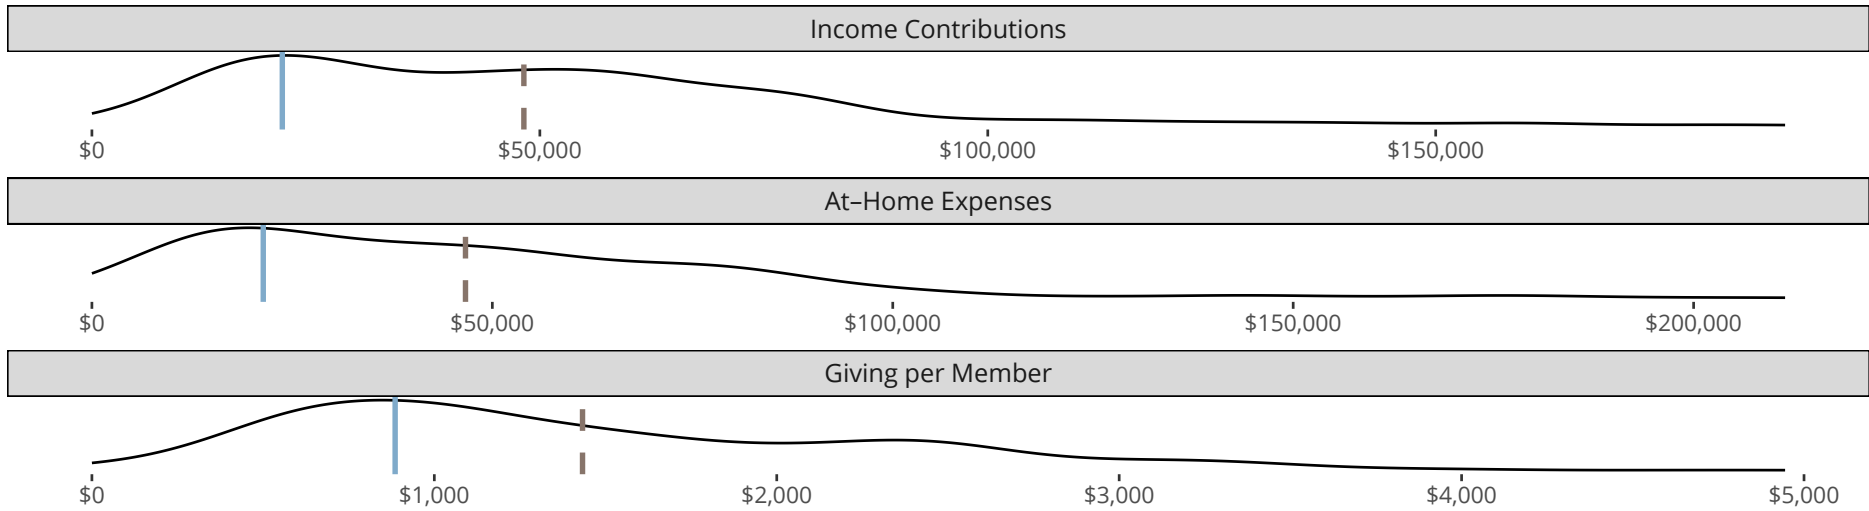 Income Contributions
$0 $50,000 $100,000 $150,000
At–Home Expenses
$0 $50,000 $100,000 $150,000 $200,000
Giving per Member
$0 $1,000 $2,000 $3,000 $4,000 $5,000